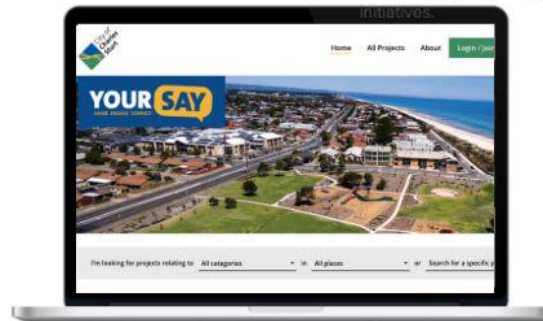 initiatives.
City of
Charles
Sturt
Home All Projects About Login / Join
YOUR SAY
SHARE ENGAGE CONNECT
I'm looking for projects relating to All categories in All places or Search for a specific p